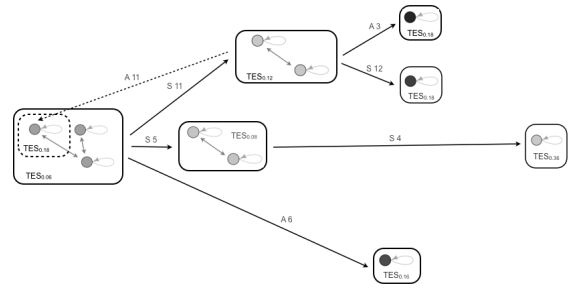 A 3
TES0.18
A 11
S 11
TES0.12
S 12
TES0.18
TES0.18
S 5
TES0.08
S 4
TES0.36
TES0.06
A 6
TES0.16